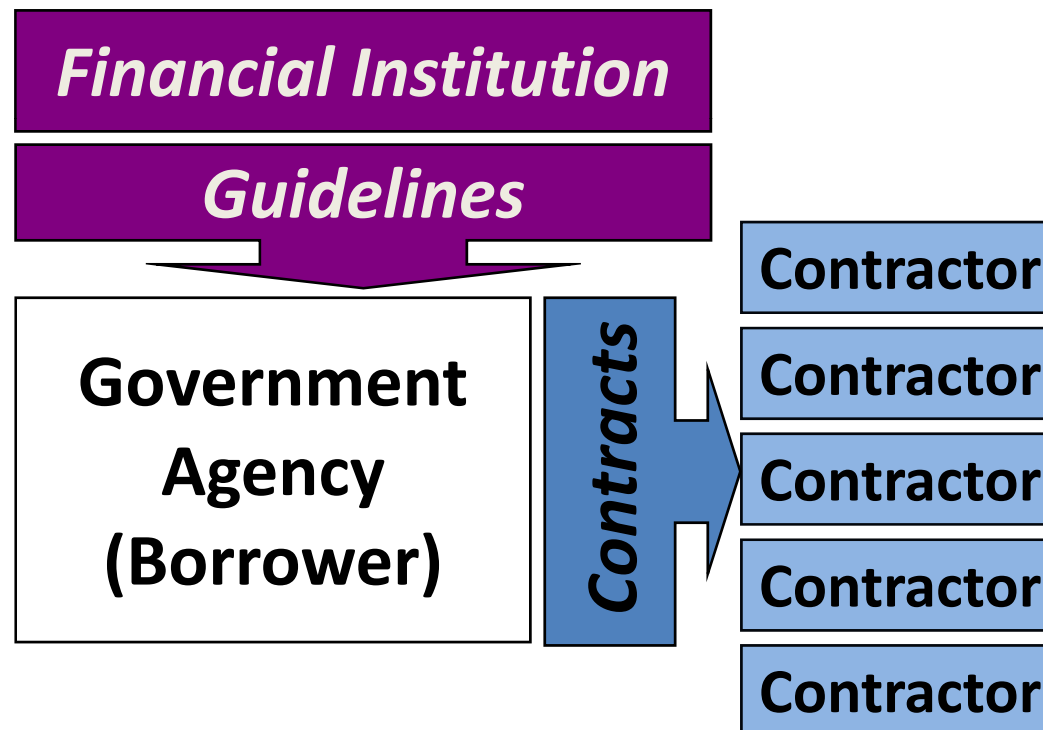 Financial Institution
Guidelines
Government
Agency
(Borrower)
Contracts
Contractor
Contractor
Contractor
Contractor
Contractor